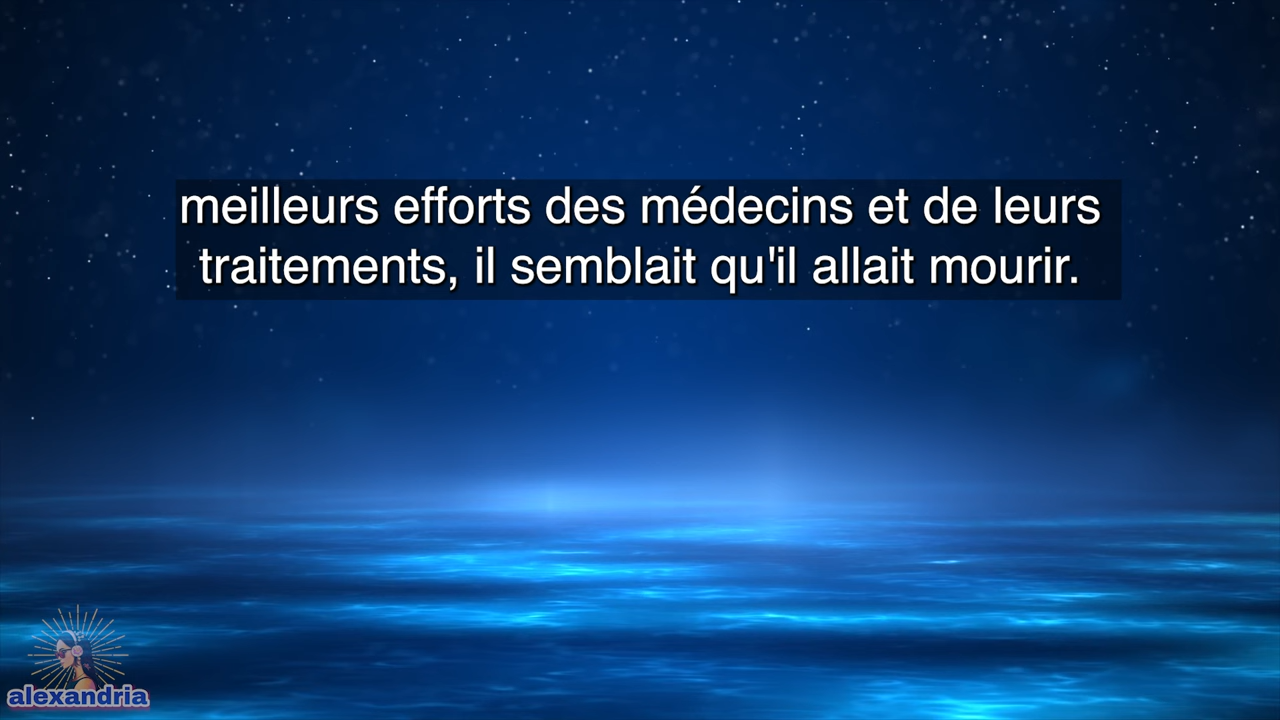 meilleurs efforts des médecins et de leurs
traitements, il semblait qu'il allait mourir.
alexandria